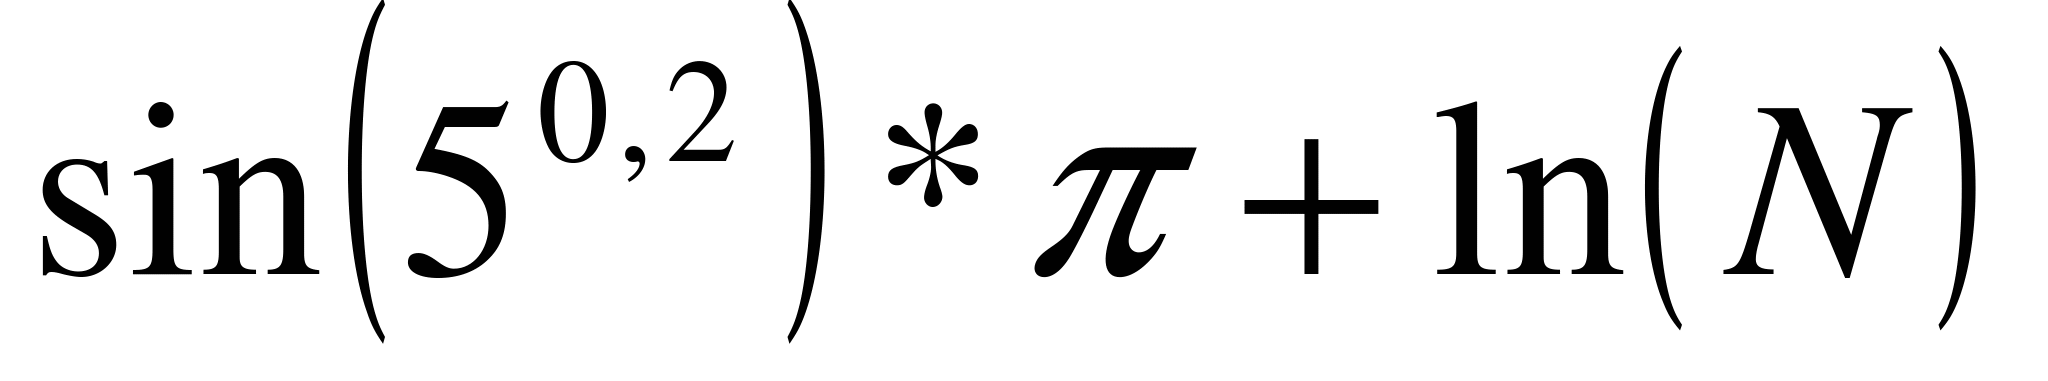 sin(5^{0,2}) * π + ln(N)